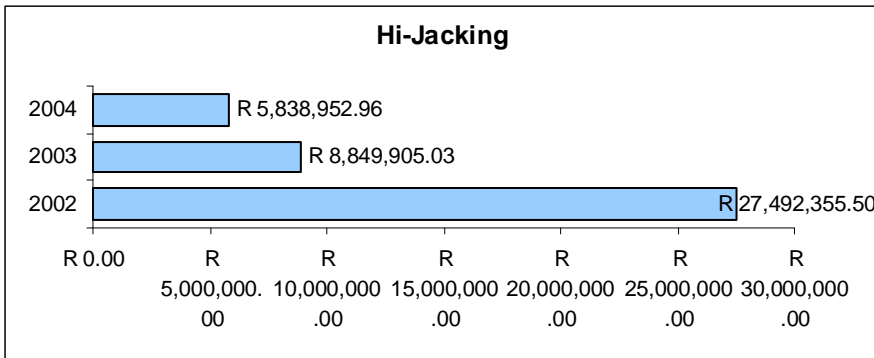 Hi-Jacking
2004
R 5,838,952.96
2003
R 8,849,905.03
2002
R 27,492,355.50
R 0.00
R
5,000,000.
00
R
10,000,000
.00
R
15,000,000
.00
R
20,000,000
.00
R
25,000,000
.00
R
30,000,000
.00